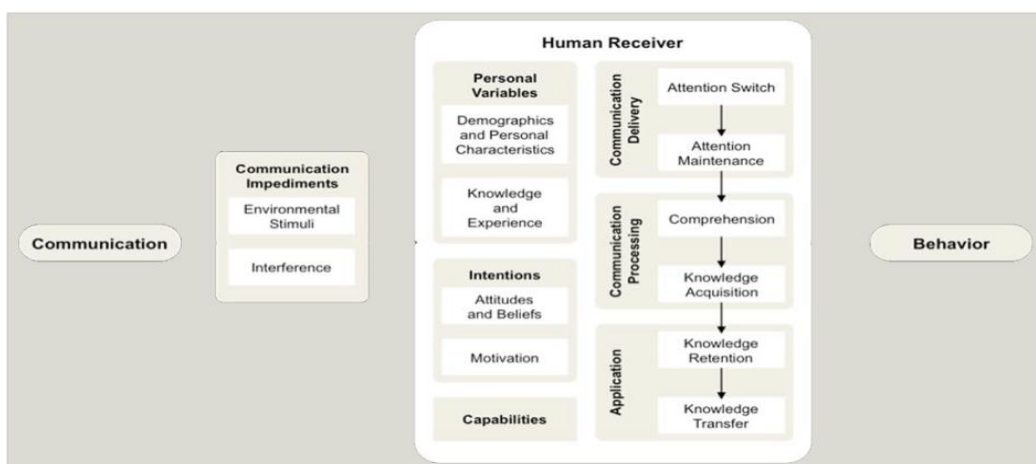 Human Receiver
Communication
Communication
Impediments
Environmental
Stimuli
Interference
Personal
Variables
Demographics
and Personal
Characteristics
Knowledge
and
Experience
Intentions
Attitudes
and Beliefs
Motivation
Capabilities
Communication
Delivery
Attention Switch
Attention
Maintenance
Communication
Processing
Comprehension
Knowledge
Acquisition
Application
Knowledge
Retention
Knowledge
Transfer
Behavior